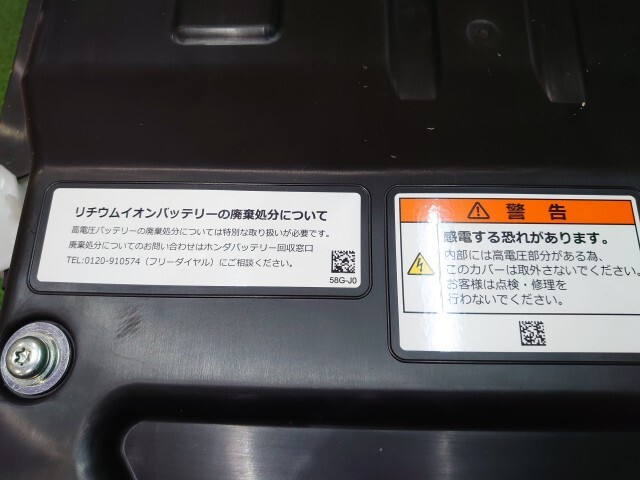 リチウムイオンバッテリーの廃棄処分について
高電圧バッテリーの廃棄処分については特別な取り扱いが必要です。
廃棄処分についてのお問い合わせはホンダバッテリー回収窓口
TEL:0120-910574（フリーダイヤル）にご相談ください。
58G-J0
警告
感電する恐れがあります。
内部には高電圧部分がある為、
このカバーは取外さないでください。
お客様は点検・修理を
行わないでください。